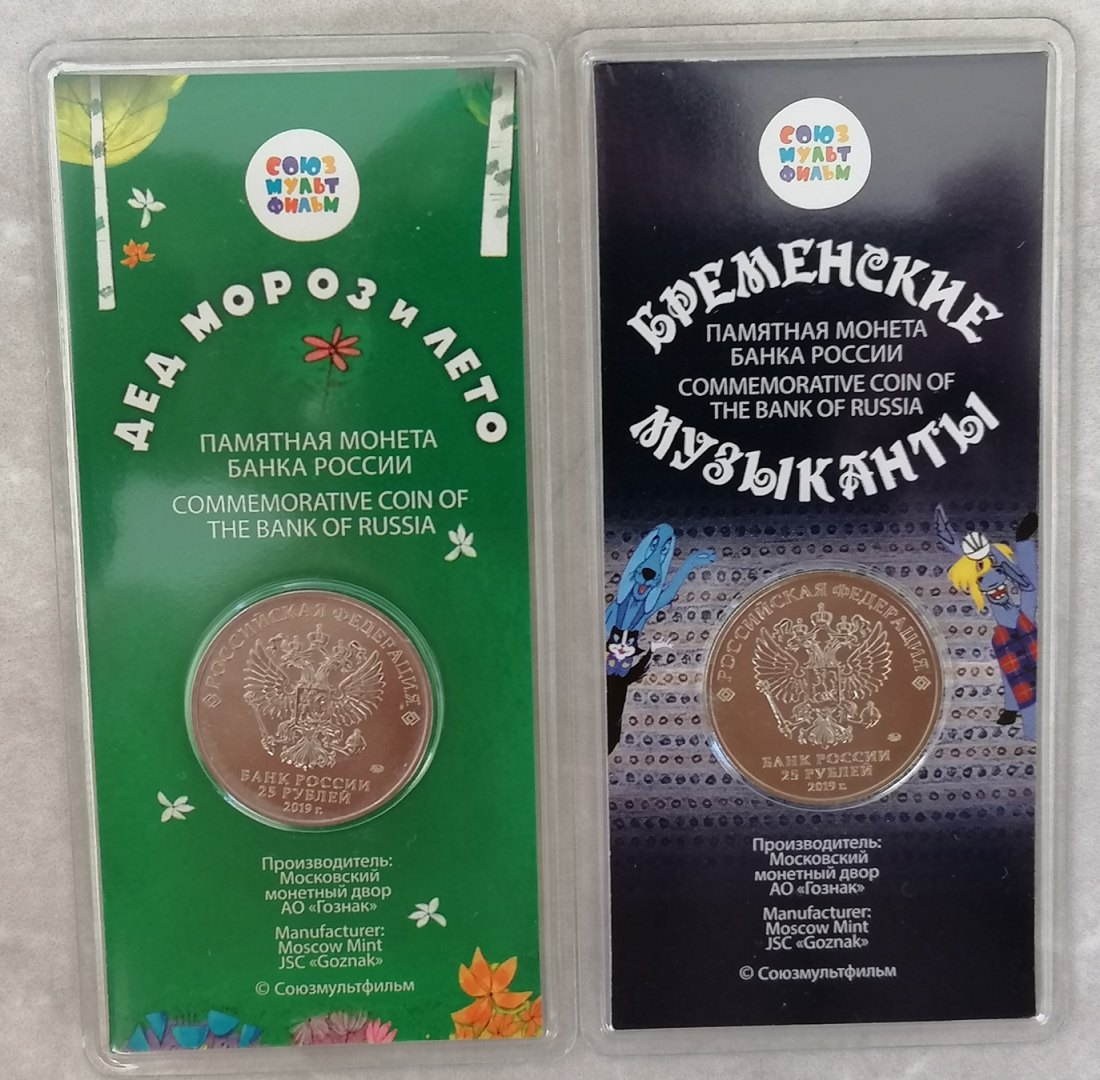 СОЮЗ
МУЛЬТ
ФИЛЬМ
ДЕД МОРОЗ и ЛЕТО
ПАМЯТНАЯ МОНЕТА
БАНКА РОССИИ
COMMEMORATIVE COIN OF
THE BANK OF RUSSIA
РОССИЙСКАЯ ФЕДЕРАЦИЯ
БАНК РОССИИ
25 РУБЛЕЙ
2019 г.
Производитель:
Московский
монетный двор
АО «Гознак»
Manufacturer:
Moscow Mint
JSC «Goznak»
© Союзмультфильм
СОЮЗ
МУЛЬТ
ФИЛЬМ
БРЕМЕНСКИЕ
ПАМЯТНАЯ МОНЕТА
БАНКА РОССИИ
COMMEMORATIVE COIN OF
THE BANK OF RUSSIA
МУЗЫКАНТЫ
РОССИЙСКАЯ ФЕДЕРАЦИЯ
БАНК РОССИИ
25 РУБЛЕЙ
2019 г.
Производитель:
Московский
монетный двор
АО «Гознак»
Manufacturer:
Moscow Mint
JSC «Goznak»
© Союзмультфильм